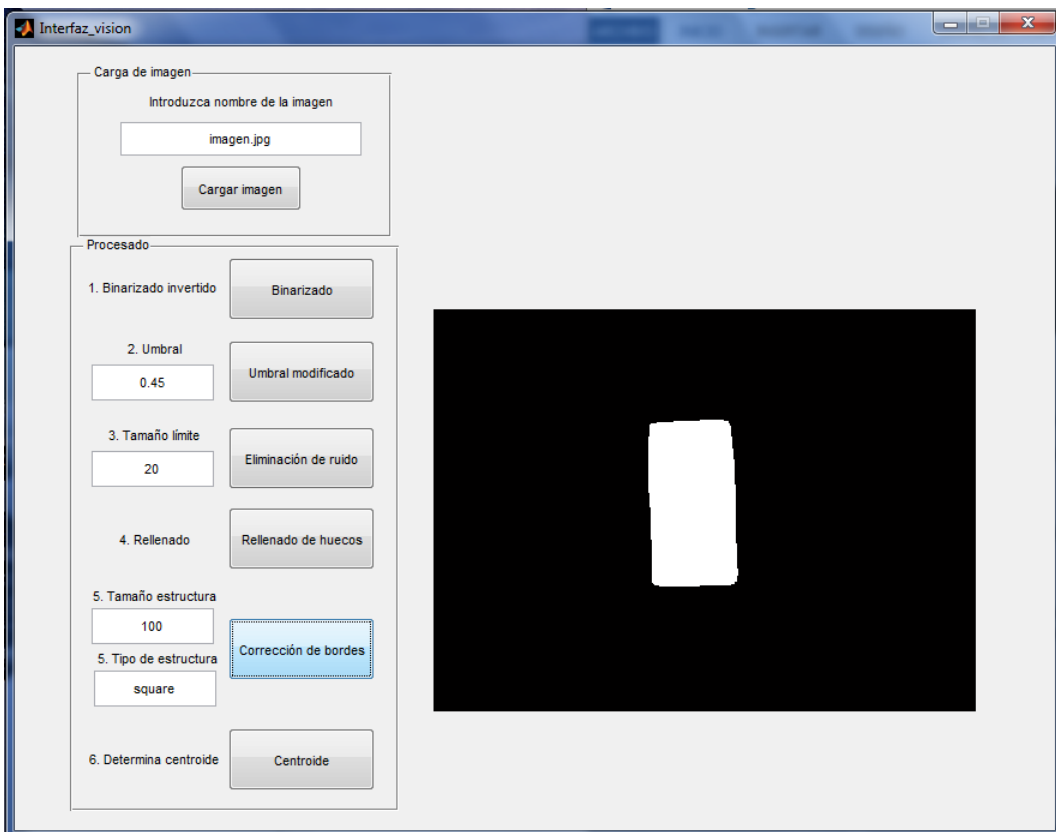 Interfaz_vision
Carga de imagen
Introduzca nombre de la imagen
imagen.jpg
Cargar imagen
Procesado
1. Binarizado invertido
Binarizado
2. Umbral
0.45
Umbral modificado
3. Tamaño límite
20
Eliminación de ruido
4. Rellenado
Rellenado de huecos
5. Tamaño estructura
100
5. Tipo de estructura
square
Corrección de bordes
6. Determina centroide
Centroide